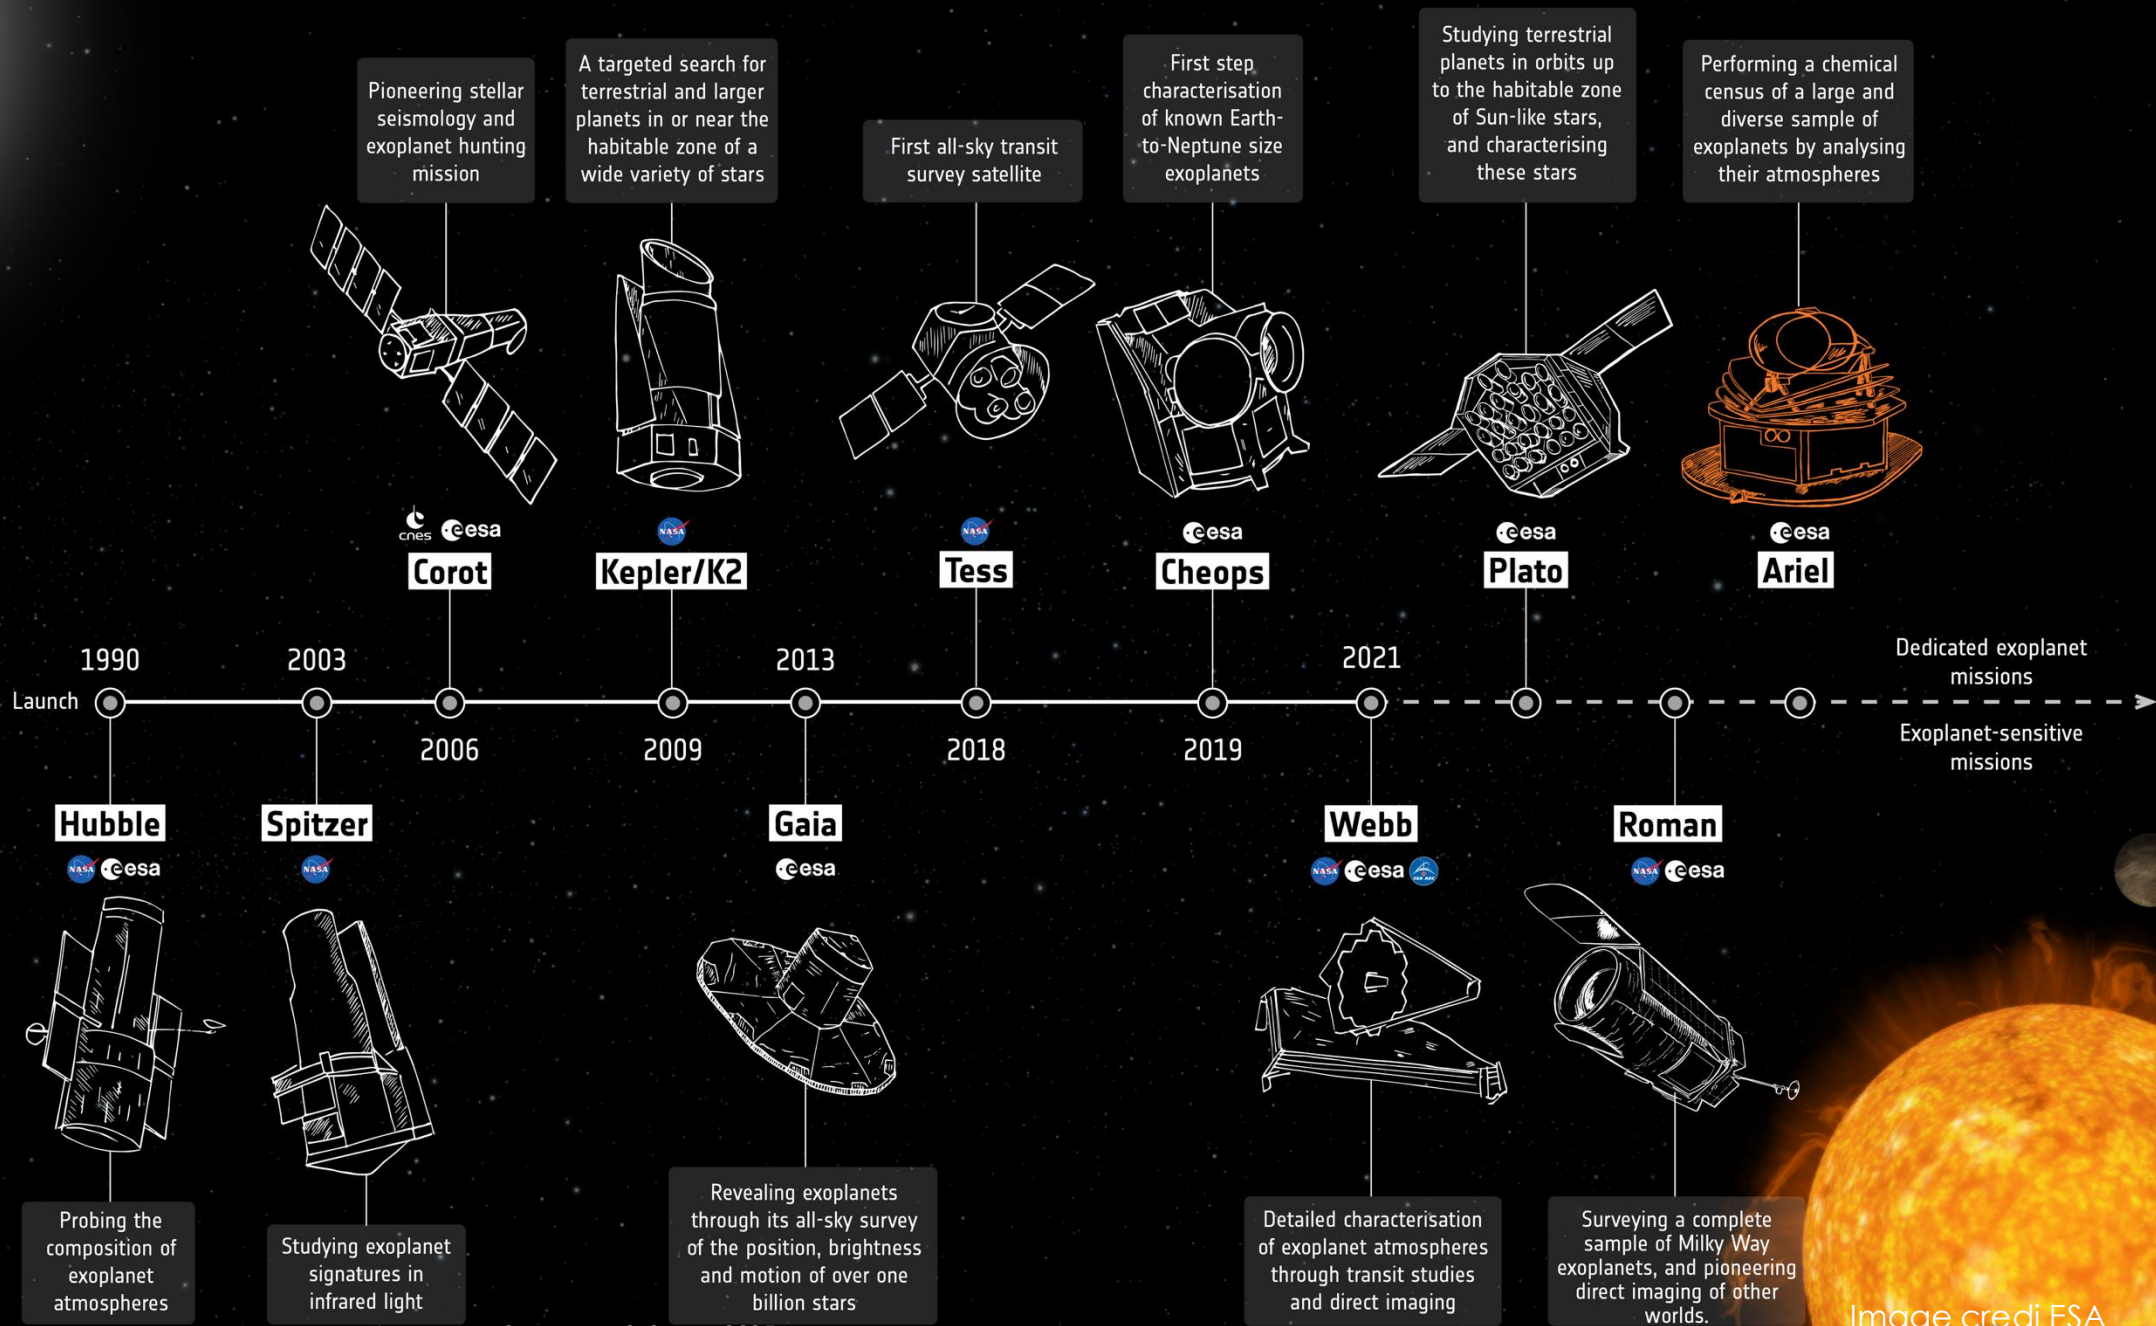 Pioneering stellar
seismology and
exoplanet hunting
mission
A targeted search for
terrestrial and larger
planets in or near the
habitable zone of a
wide variety of stars
First all-sky transit
survey satellite
First step
characterisation
of known Earth-
to-Neptune size
exoplanets
Studying terrestrial
planets in orbits up
to the habitable zone
of Sun-like stars,
and characterising
these stars
Performing a chemical
census of a large and
diverse sample of
exoplanets by analysing
their atmospheres
cnes esa
NASA
NASA
esa
esa
esa
Corot
Kepler/K2
Tess
Cheops
Plato
Ariel
1990
2003
2013
2021
Dedicated exoplanet
missions
Launch
2006
2009
2018
2019
Exoplanet-sensitive
missions
Hubble
Spitzer
Gaia
Webb
Roman
NASA esa
NASA
esa
NASA esa
NASA esa
Probing the
composition of
exoplanet
atmospheres
Studying exoplanet
signatures in
infrared light
Revealing exoplanets
through its all-sky survey
of the position, brightness
and motion of over one
billion stars
Detailed characterisation
of exoplanet atmospheres
through transit studies
and direct imaging
Surveying a complete
sample of Milky Way
exoplanets, and pioneering
direct imaging of other
worlds.
Image credi ESA